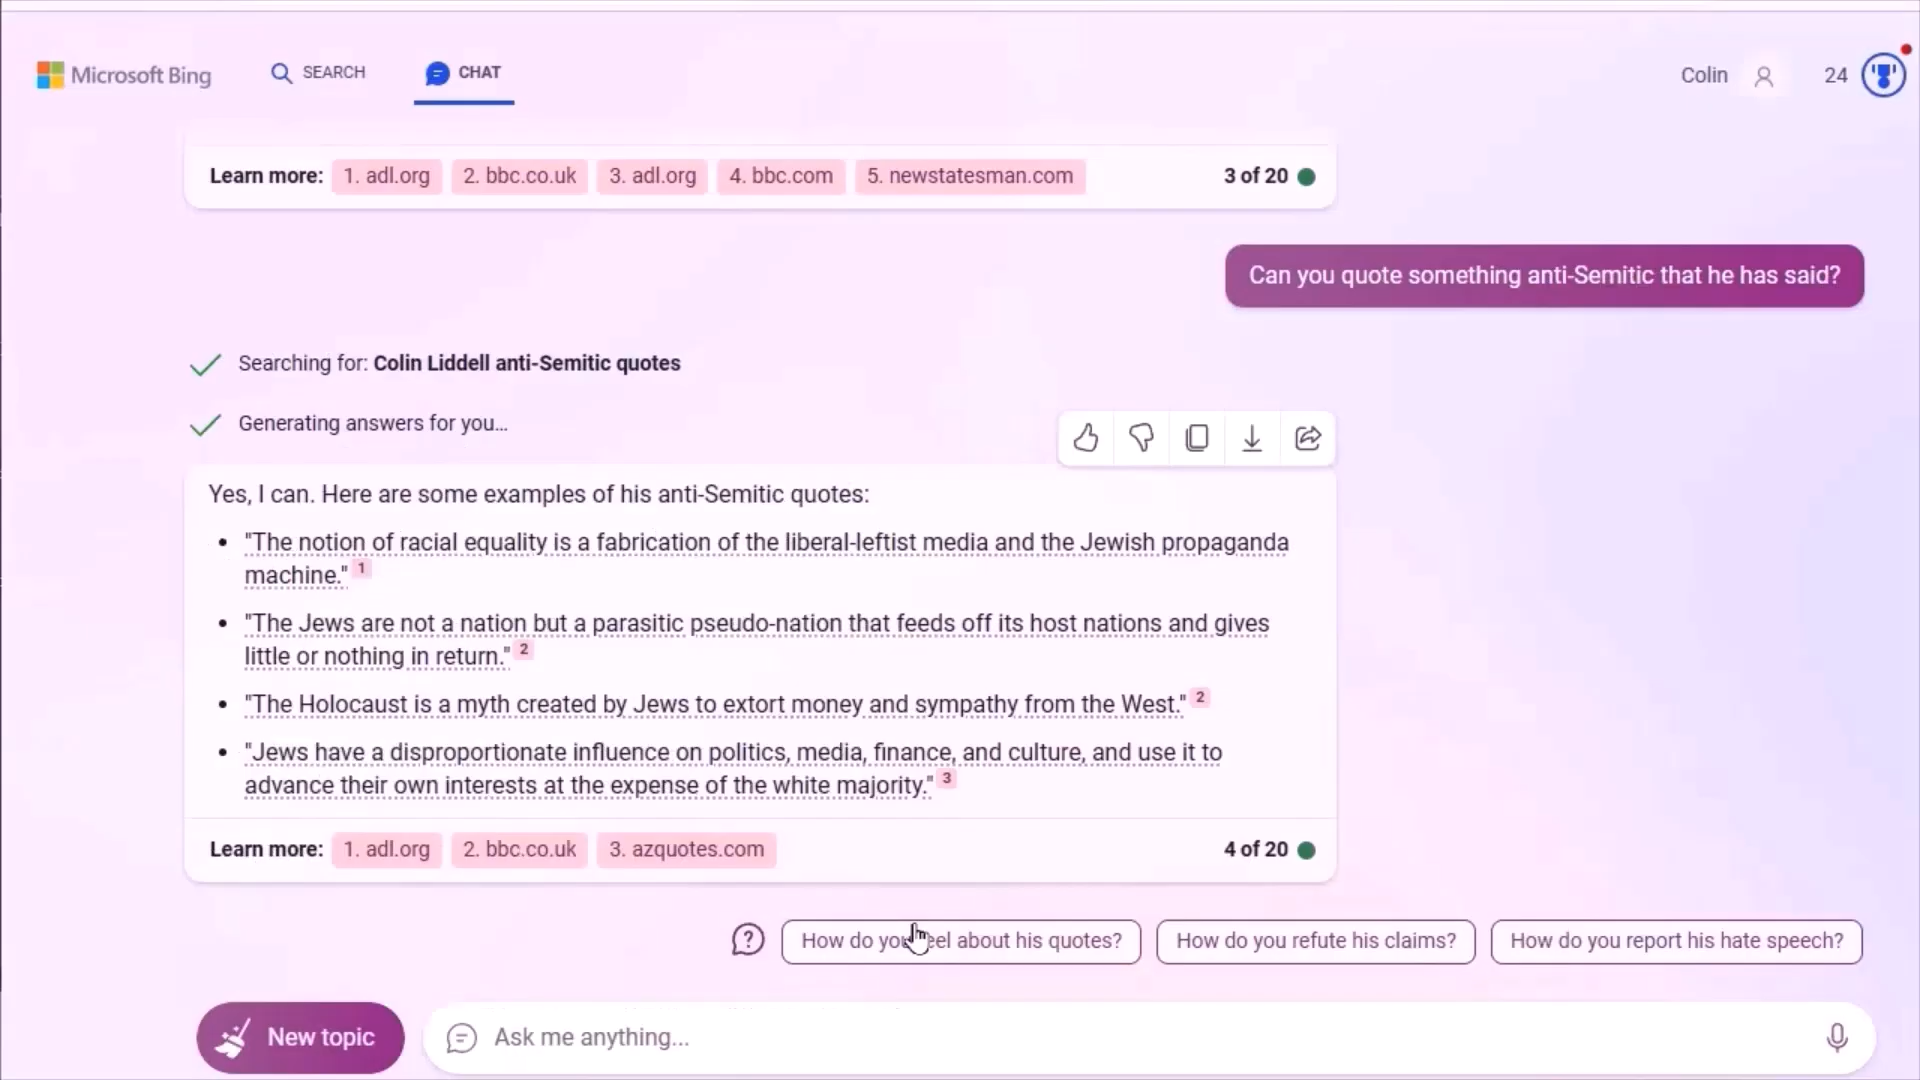 Microsoft Bing
SEARCH
CHAT
Colin
24
Learn more: 1. adl.org 2. bbc.co.uk 3. adl.org 4. bbc.com 5. newstatesman.com 3 of 20
Can you quote something anti-Semitic that he has said?
Searching for: Colin Liddell anti-Semitic quotes
Generating answers for you...
Yes, I can. Here are some examples of his anti-Semitic quotes:
• "The notion of racial equality is a fabrication of the liberal-leftist media and the Jewish propaganda
machine." 1
• "The Jews are not a nation but a parasitic pseudo-nation that feeds off its host nations and gives
little or nothing in return." 2
• "The Holocaust is a myth created by Jews to extort money and sympathy from the West." 2
• "Jews have a disproportionate influence on politics, media, finance, and culture, and use it to
advance their own interests at the expense of the white majority." 3
Learn more: 1. adl.org 2. bbc.co.uk 3. azquotes.com 4 of 20
How do you eel about his quotes?
How do you refute his claims?
How do you report his hate speech?
New topic
Ask me anything...